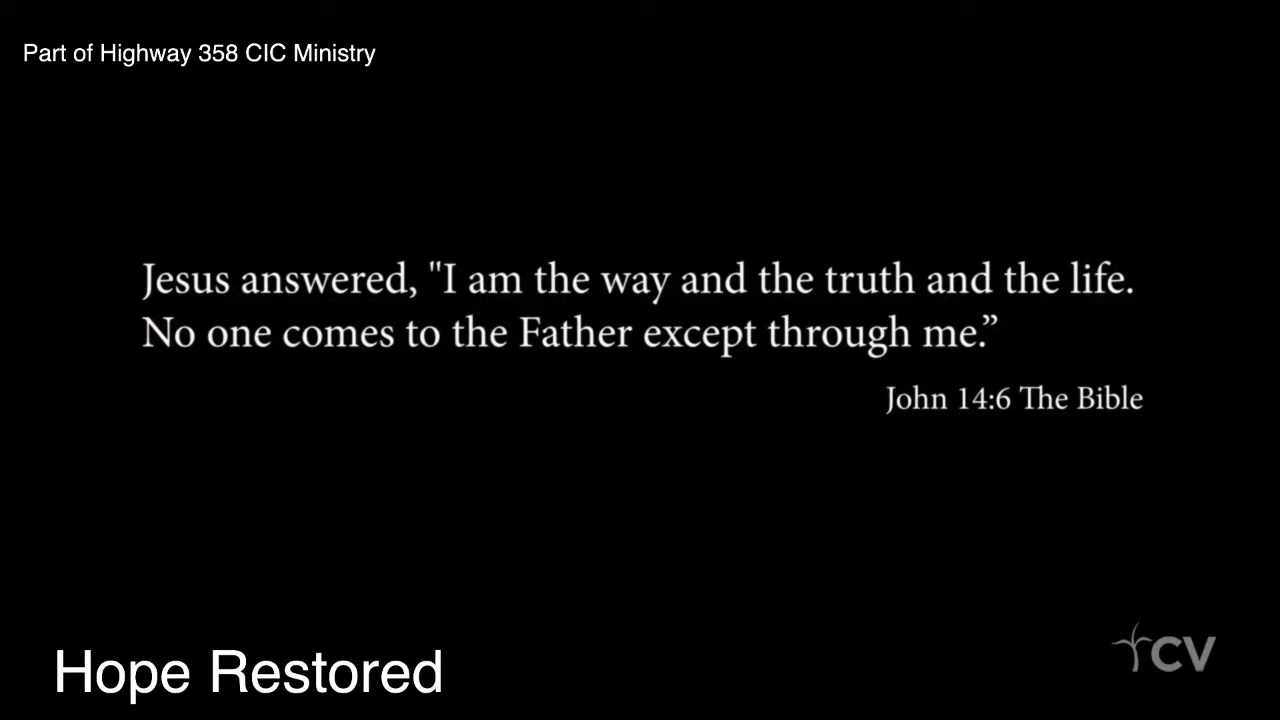 Part of Highway 358 CIC Ministry
Jesus answered, "I am the way and the truth and the life.
No one comes to the Father except through me.”
John 14:6 The Bible
Hope Restored
CV